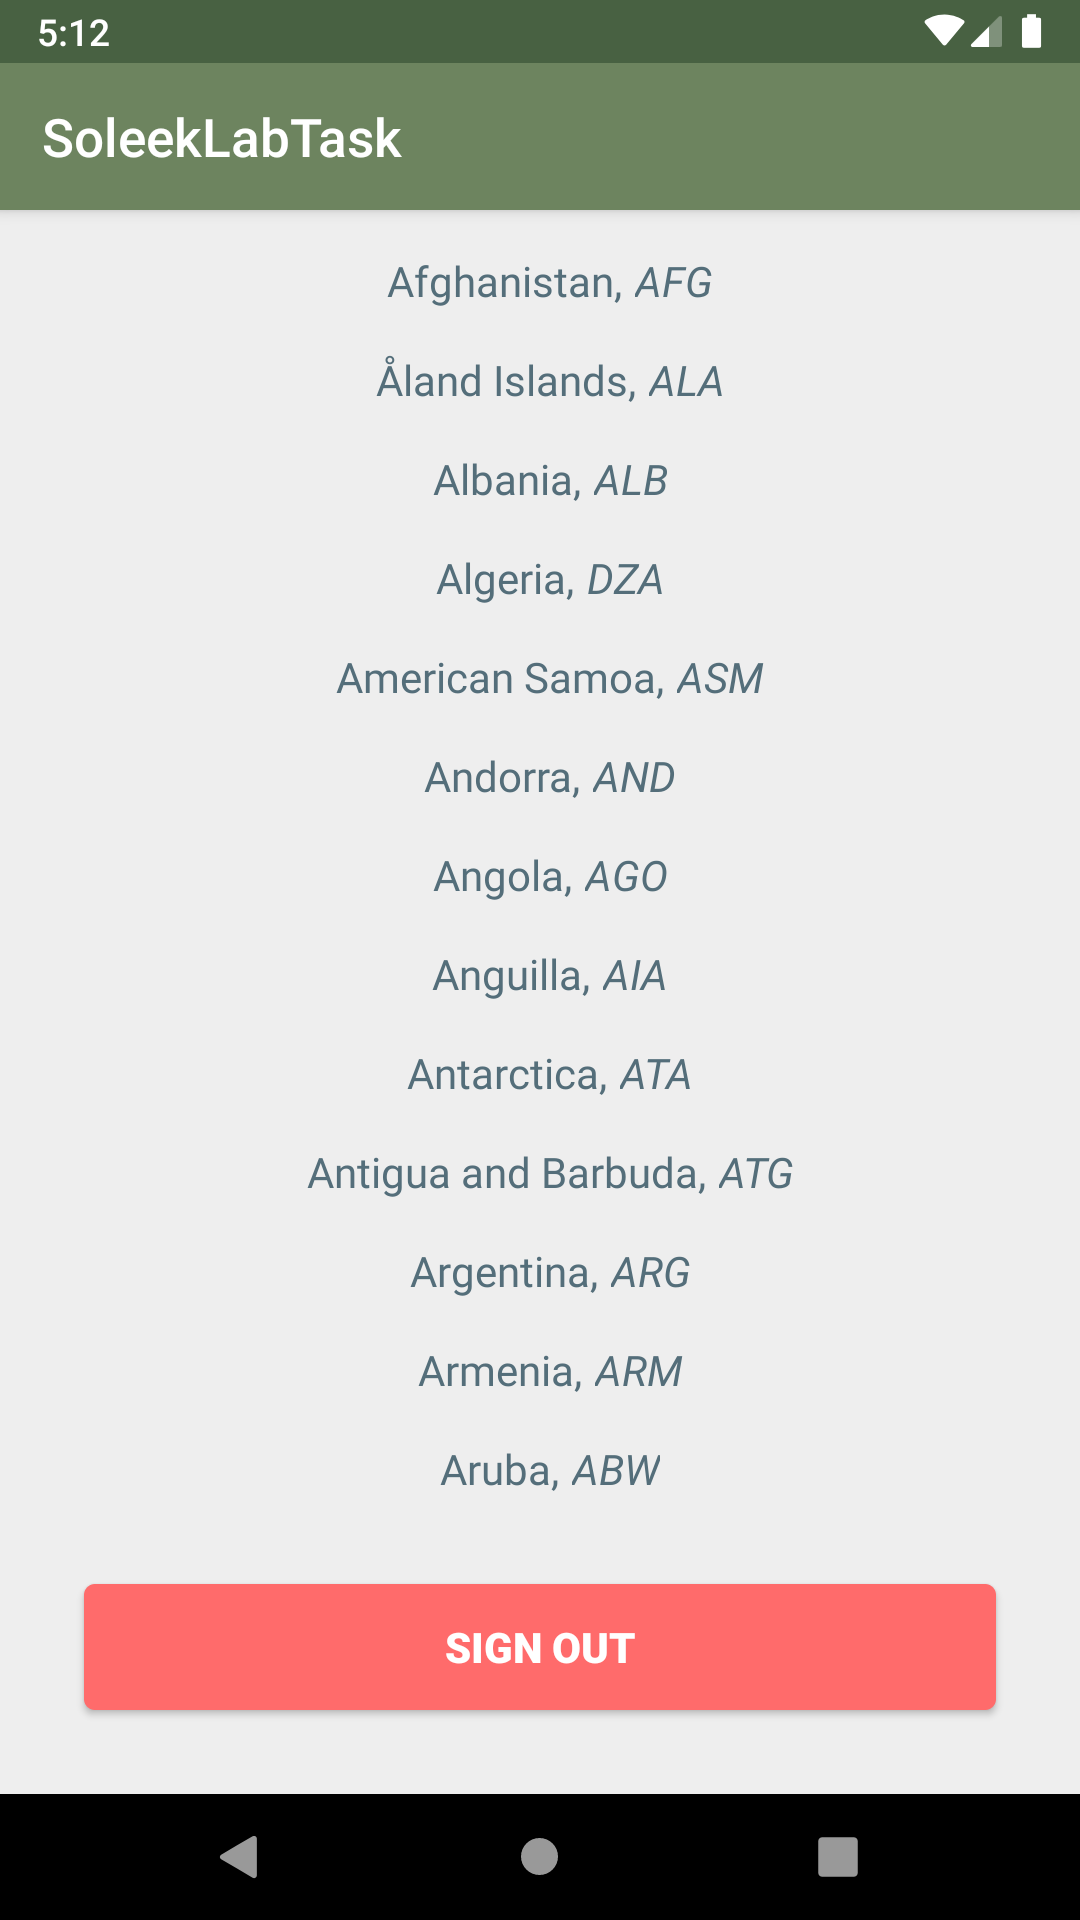 5:12
SoleekLabTask
Afghanistan, AFG
Åland Islands, ALA
Albania, ALB
Algeria, DZA
American Samoa, ASM
Andorra, AND
Angola, AGO
Anguilla, AIA
Antarctica, ATA
Antigua and Barbuda, ATG
Argentina, ARG
Armenia, ARM
Aruba, ABW
SIGN OUT